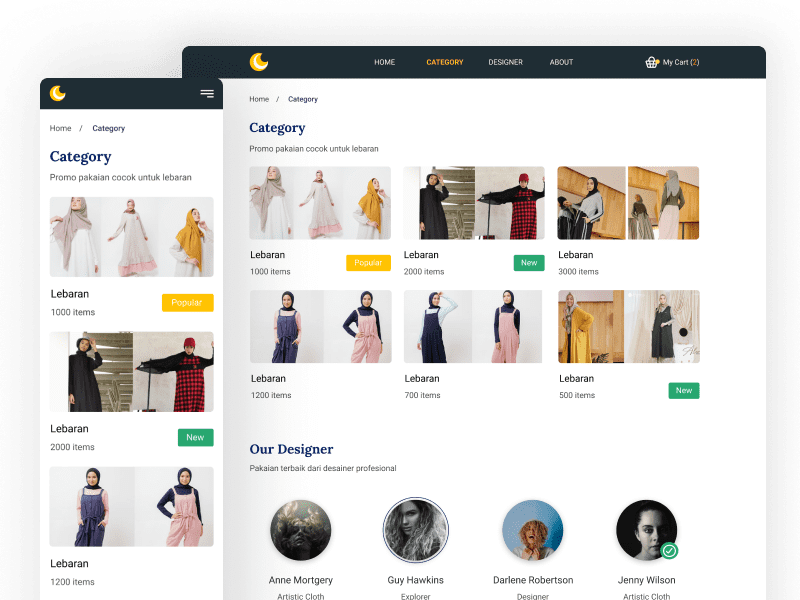 Home / Category
Category
Promo pakaian cocok untuk lebaran
Lebaran
1000 items
Popular
Lebaran
2000 items
New
Lebaran
1200 items
HOME CATEGORY DESIGNER ABOUT My Cart (2)
Home / Category
Category
Promo pakaian cocok untuk lebaran
Lebaran
1000 items
Popular
Lebaran
2000 items
New
Lebaran
3000 items
Lebaran
1200 items
Lebaran
700 items
Lebaran
500 items
New
Our Designer
Pakaian terbaik dari desainer profesional
Anne Mortgery
Artistic Cloth
Guy Hawkins
Explorer
Darlene Robertson
Designer
Jenny Wilson
Artistic Cloth